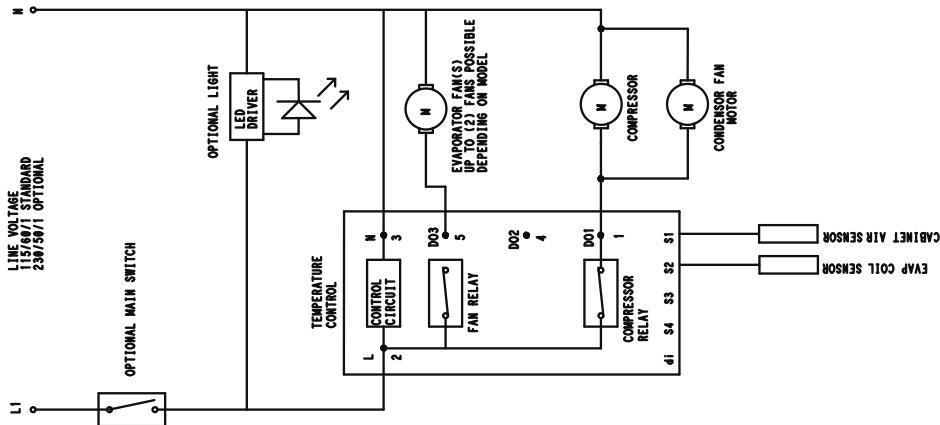 N
LINE VOLTAGE
115/60/1 STANDARD
230/50/1 OPTIONAL
L1
OPTIONAL MAIN SWITCH
OPTIONAL LIGHT
LED
DRIVER
M
EVAPORATOR FAN(S)
UP TO (2) FANS POSSIBLE
DEPENDING ON MODEL
M
COMPRESSOR
M
CONDENSOR FAN
MOTOR
TEMPERATURE
CONTROL
N
3
DO3
5
DO2
4
DO1
1
L
2
CONTROL
CIRCUIT
FAN RELAY
COMPRESSOR
RELAY
S1
S2
S3
S4
di
CABINET AIR SENSOR
EVAP COIL SENSOR